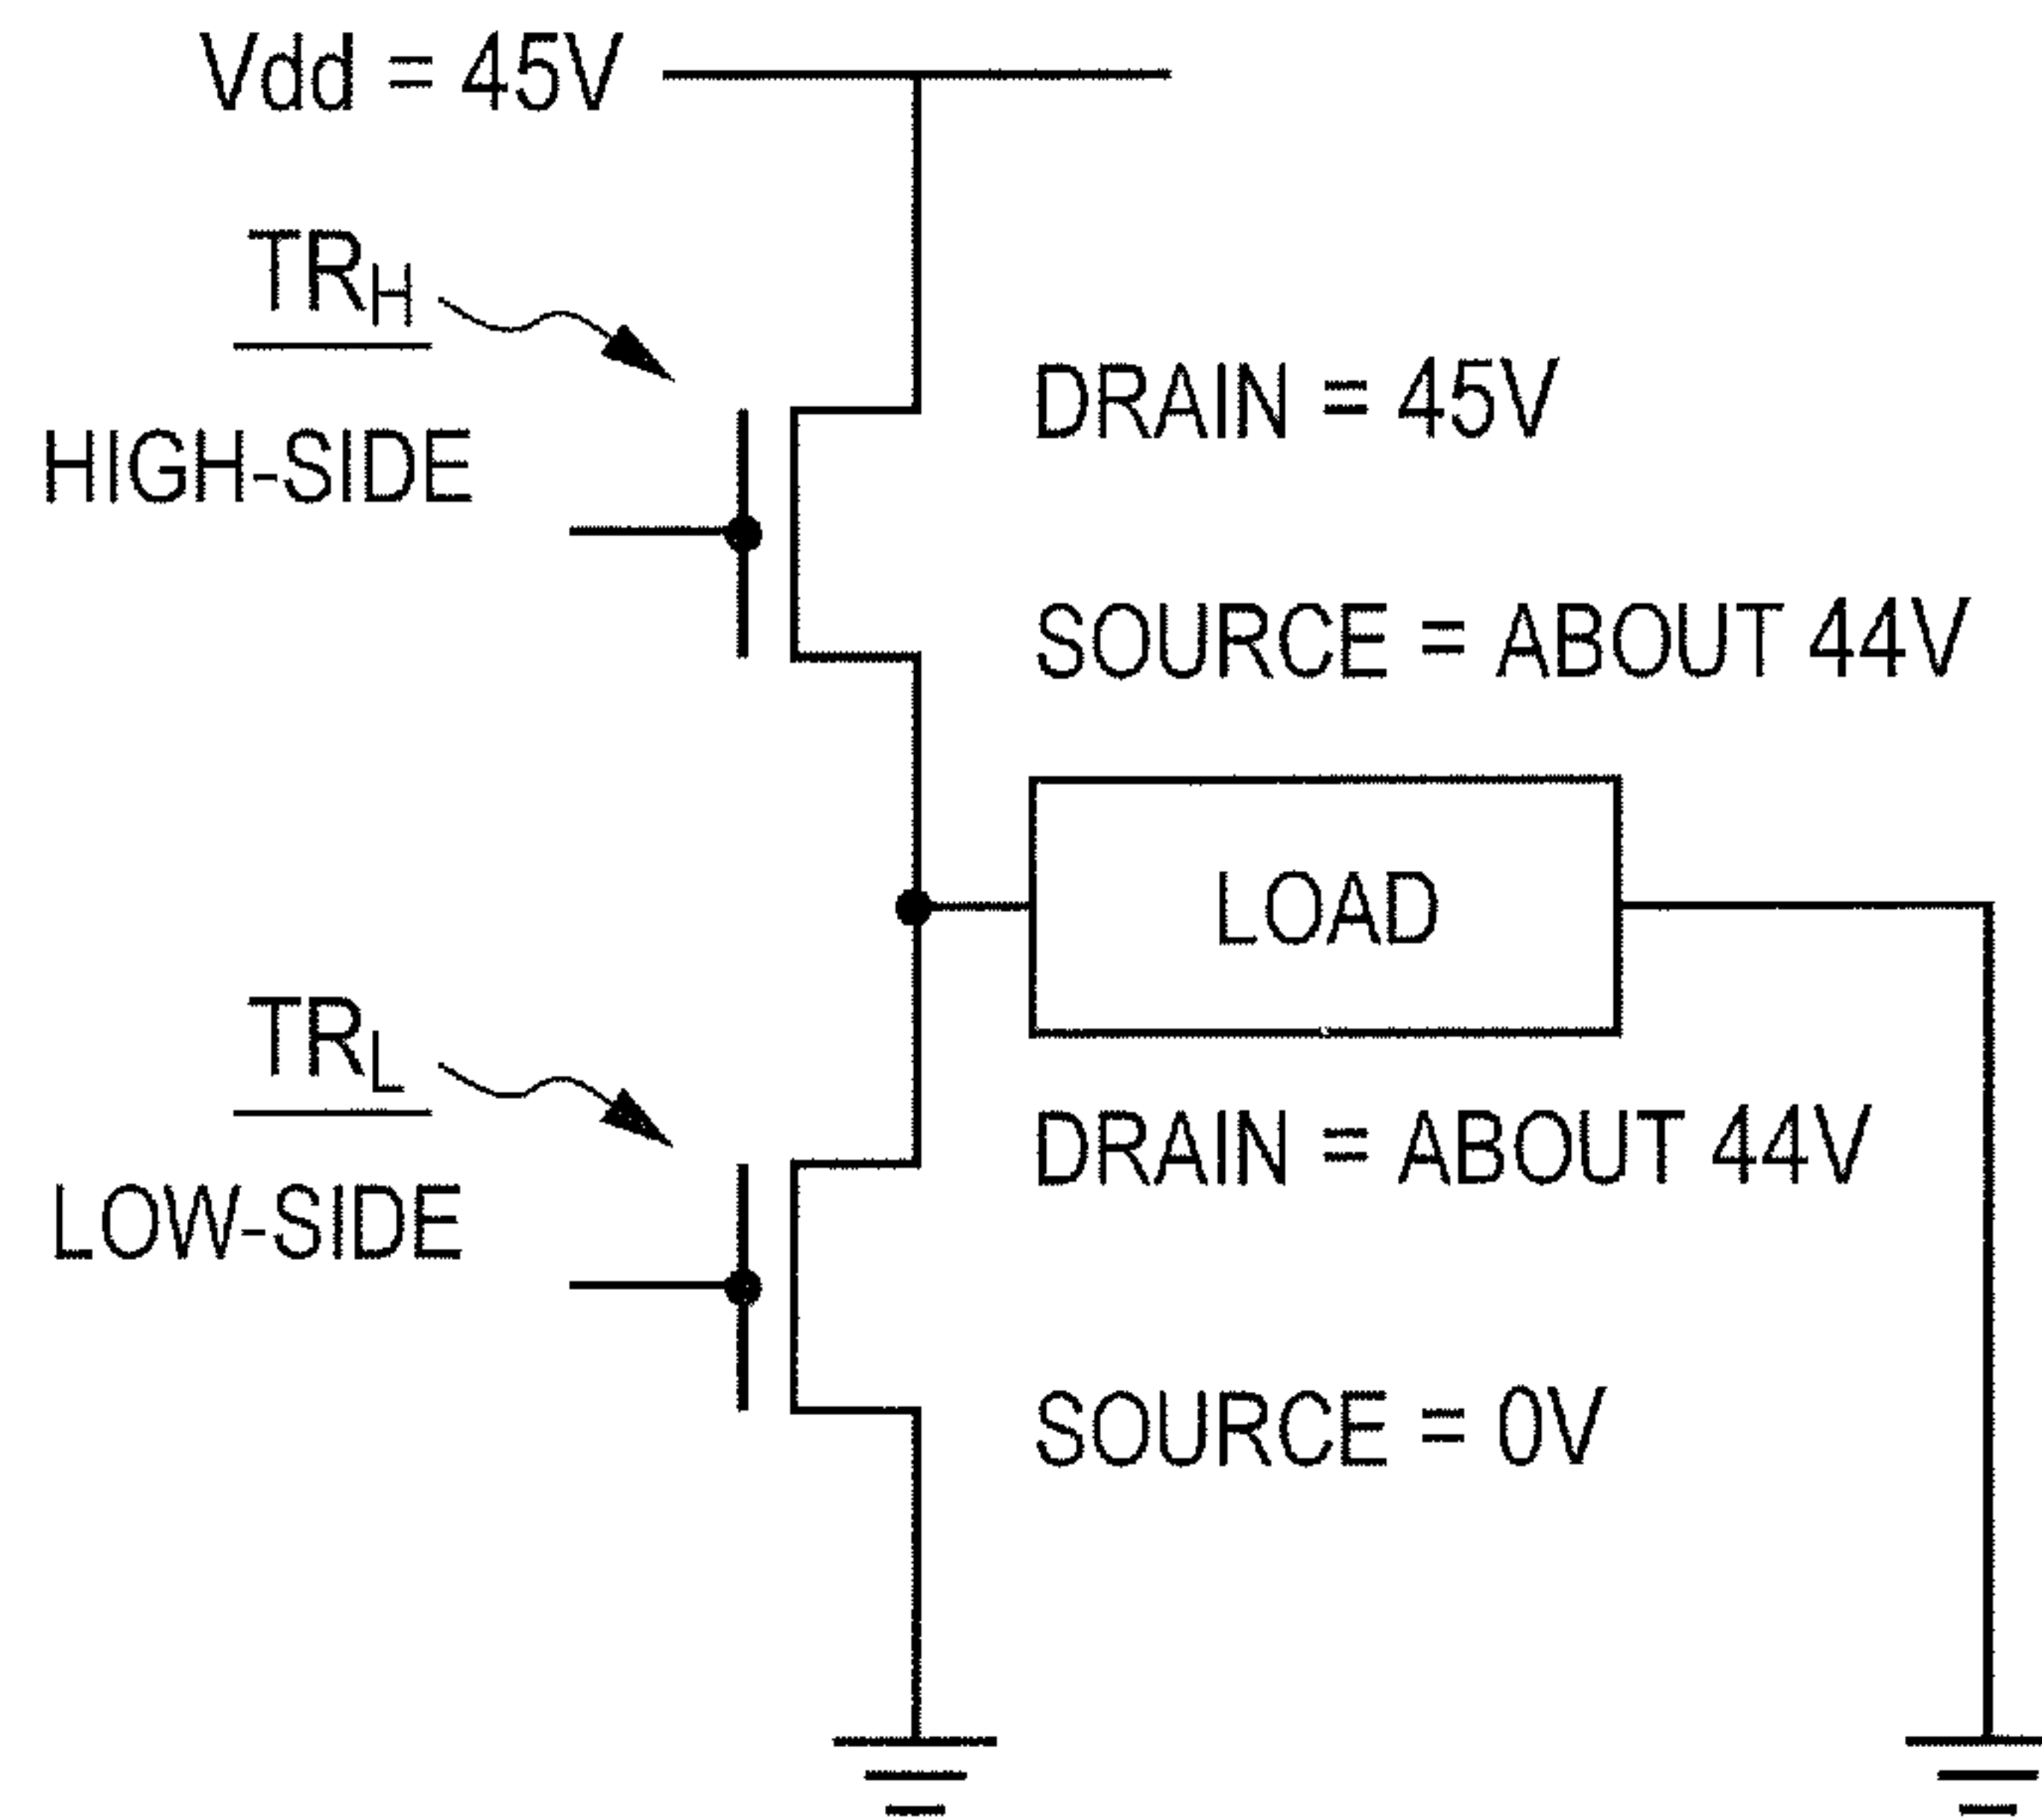 Vdd = 45V
TRH
HIGH-SIDE
DRAIN = 45V
SOURCE = ABOUT 44V
LOAD
TRL
LOW-SIDE
DRAIN = ABOUT 44V
SOURCE = 0V